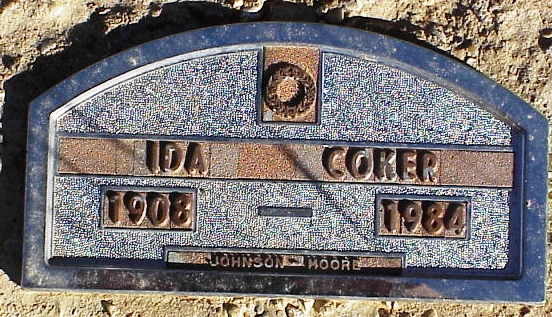 IDA COKER
1908 — 1984
JOHNSON - MOORE